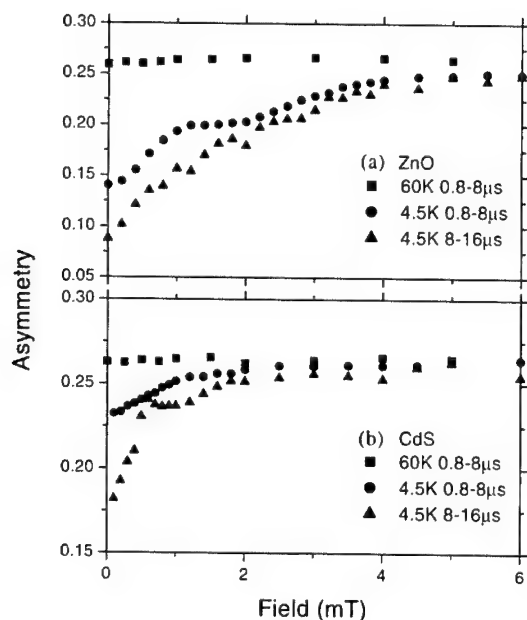 0.30
0.25
0.20
0.15
0.10
0.05
(a) ZnO
60K 0.8-8μs
4.5K 0.8-8μs
4.5K 8-16μs
Asymmetry
0.30
0.25
0.20
0.15
(b) CdS
60K 0.8-8μs
4.5K 0.8-8μs
4.5K 8-16μs
0 2 4 6
Field (mT)